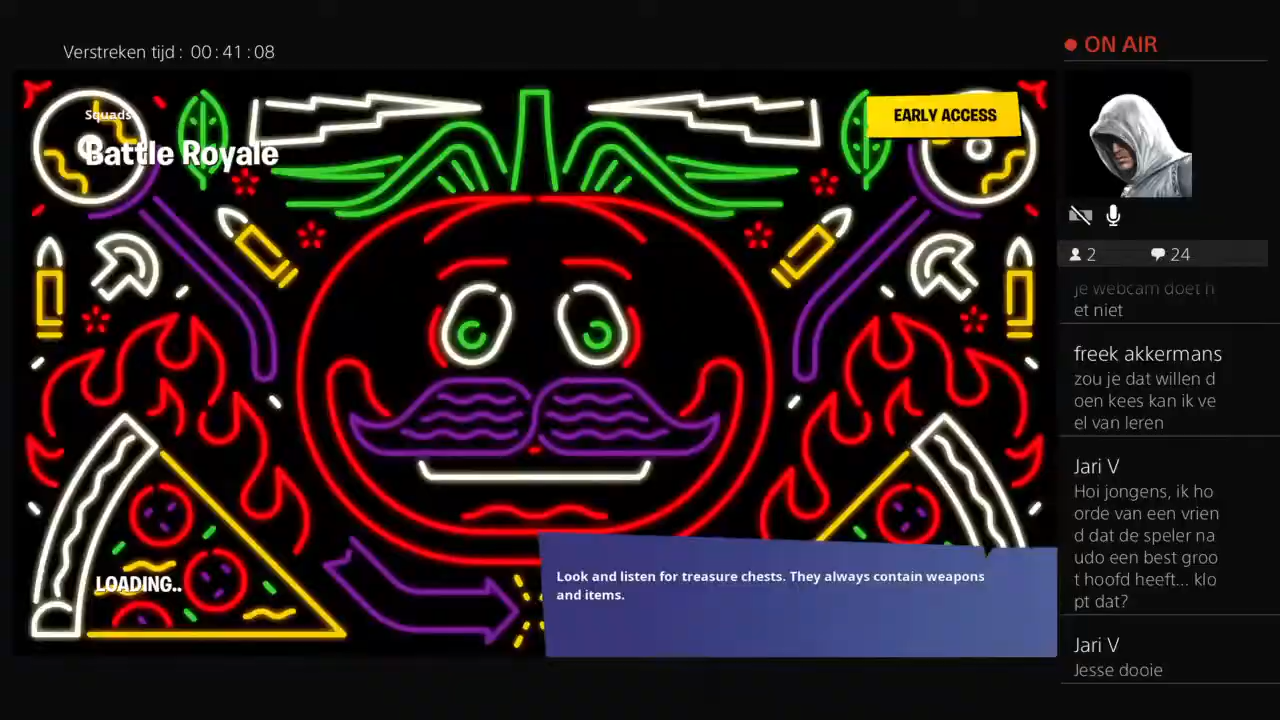 Verstreken tijd : 00:41:08
ON AIR
Squads
Battle Royale
EARLY ACCESS
2 24
je webcam doet h
et niet
freek akkermans
zou je dat willen d
oen kees kan ik ve
el van leren
Jari V
Hoi jongens, ik ho
orde van een vrien
d dat de speler na
udo een best groo
t hoofd heeft... klo
pt dat?
Jari V
Jesse dooie
LOADING..
Look and listen for treasure chests. They always contain weapons
and items.